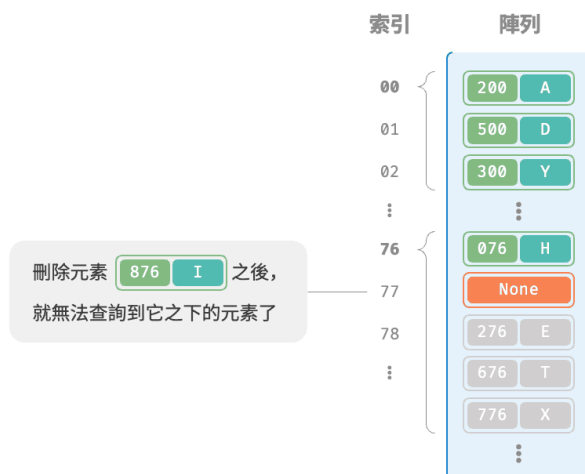 索引 陣列
00 200 A
01 500 D
02 300 Y
76 076 H
刪除元素 876 I 之後，
77 None
就無法查詢到它之下的元素了
78 276 E
676 T
776 X